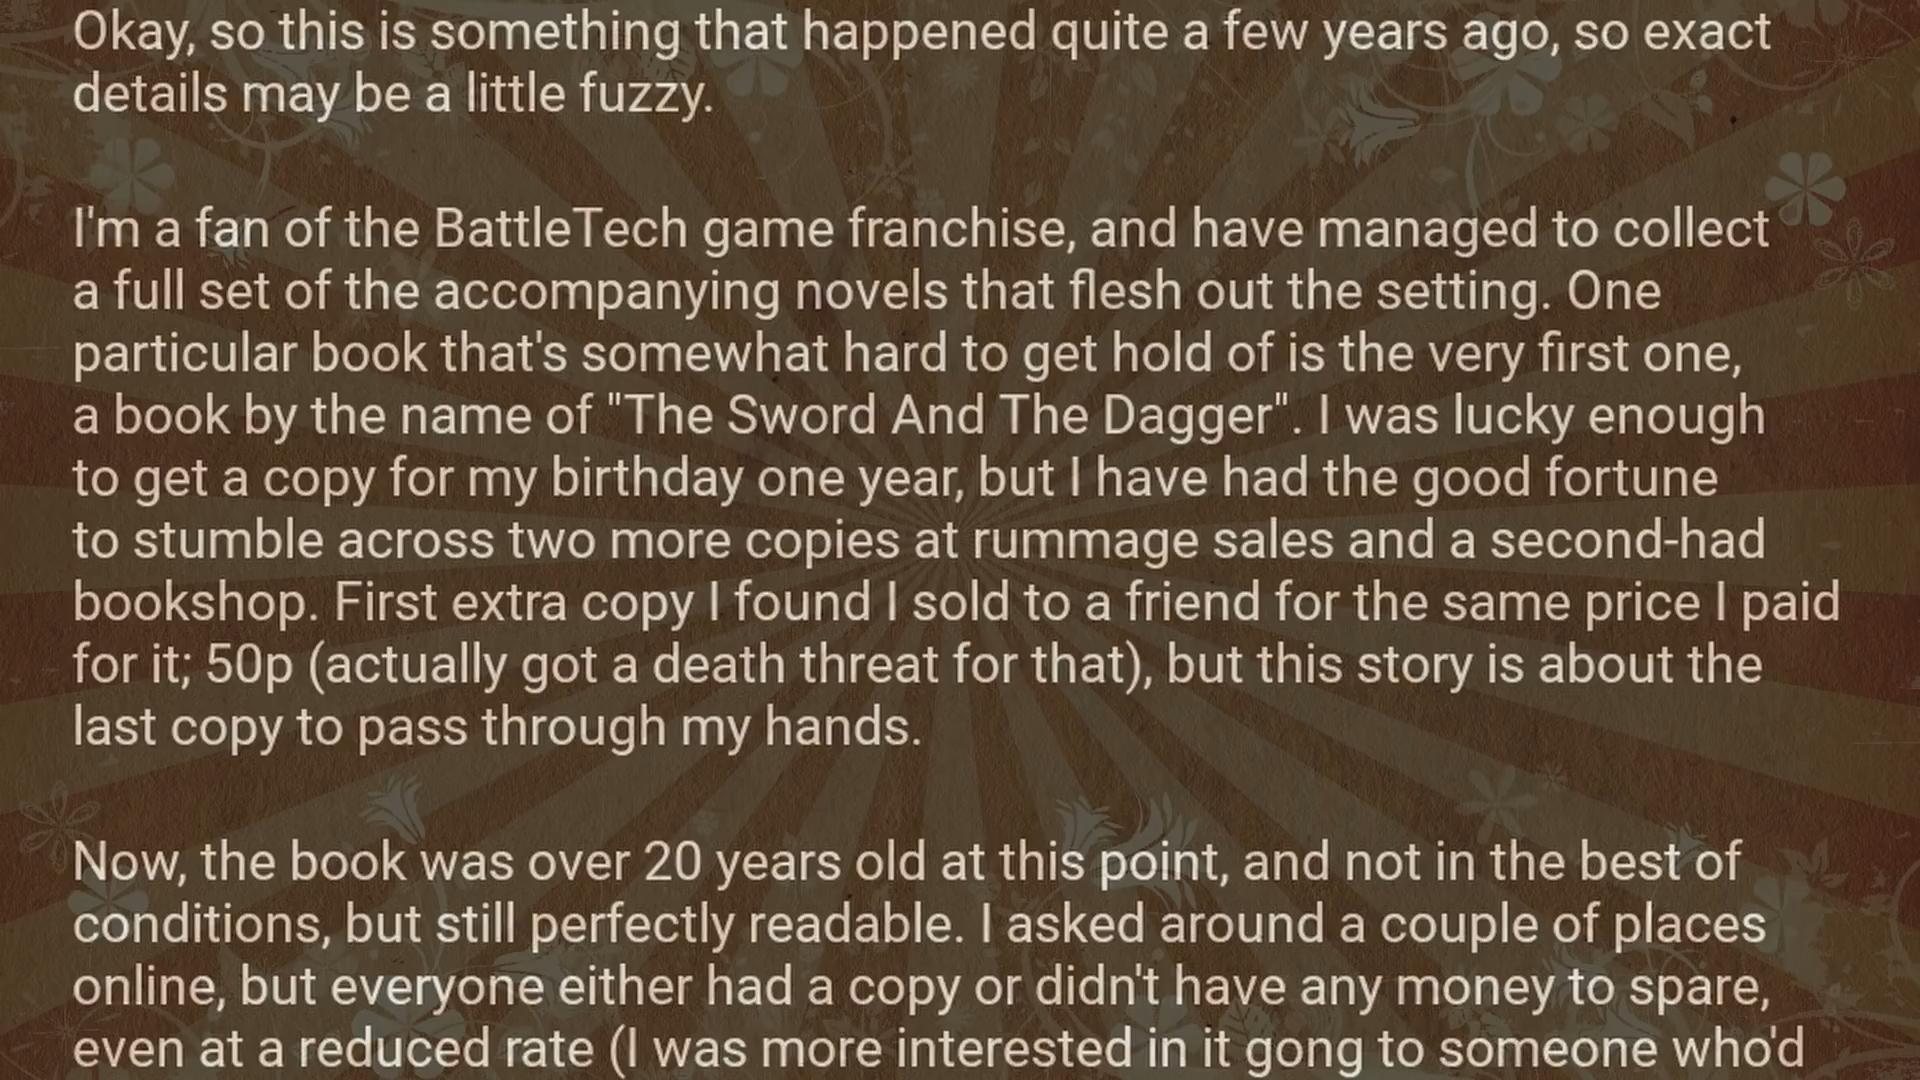 Okay, so this is something that happened quite a few years ago, so exact
details may be a little fuzzy.
I'm a fan of the BattleTech game franchise, and have managed to collect
a full set of the accompanying novels that flesh out the setting. One
particular book that's somewhat hard to get hold of is the very first one,
a book by the name of "The Sword And The Dagger". I was lucky enough
to get a copy for my birthday one year, but I have had the good fortune
to stumble across two more copies at rummage sales and a second-had
bookshop. First extra copy I found I sold to a friend for the same price I paid
for it; 50p (actually got a death threat for that), but this story is about the
last copy to pass through my hands.
Now, the book was over 20 years old at this point, and not in the best of
conditions, but still perfectly readable. I asked around a couple of places
online, but everyone either had a copy or didn't have any money to spare,
even at a reduced rate (I was more interested in it gong to someone who'd